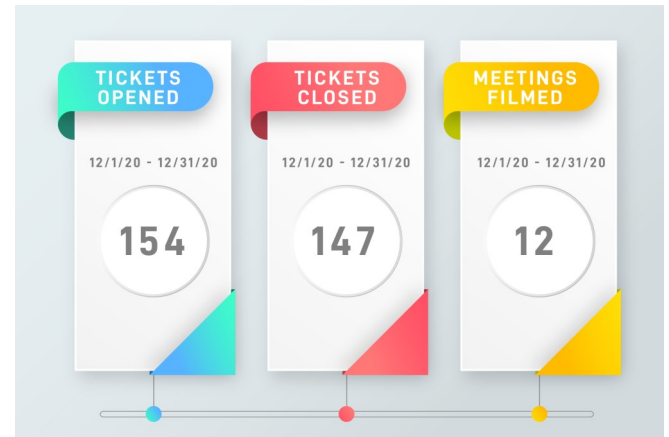 TICKETS
OPENED
12/1/20 - 12/31/20
154
TICKETS
CLOSED
12/1/20 - 12/31/20
147
MEETINGS
FILMED
12/1/20 - 12/31/20
12